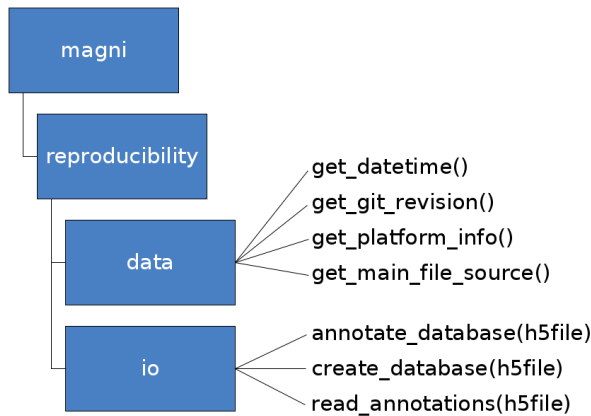 magni
reproducibility
data
get_datetime()
get_git_revision()
get_platform_info()
get_main_file_source()
io
annotate_database(h5file)
create_database(h5file)
read_annotations(h5file)